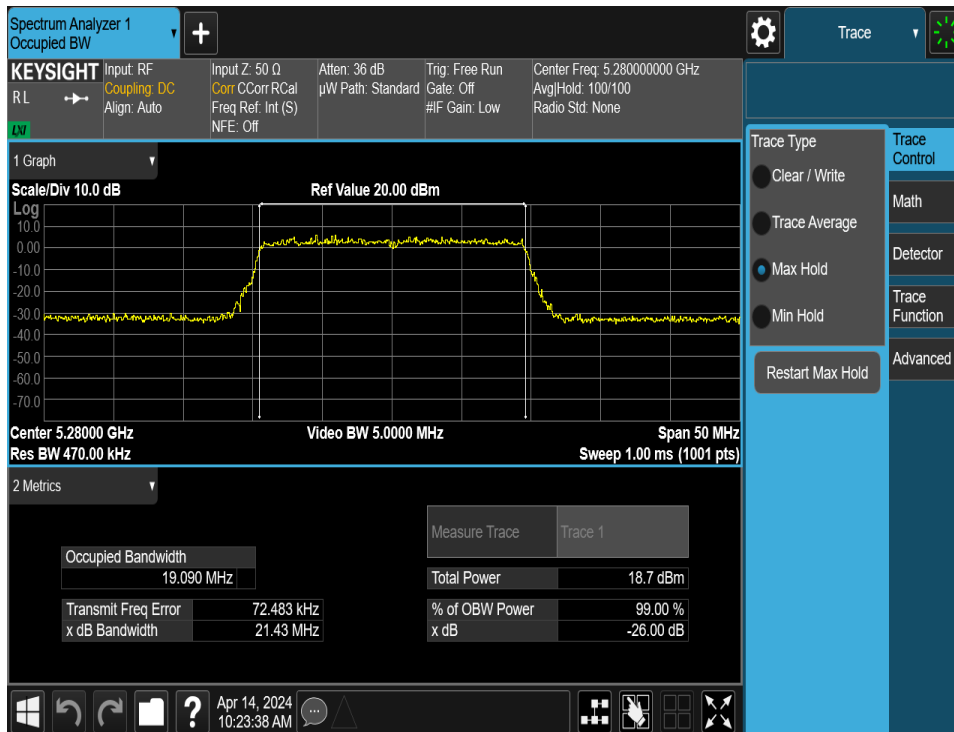 Spectrum Analyzer 1
Occupied BW
+
Trace
KEYSIGHT
R L
LXI
Input: RF
Coupling: DC
Align: Auto
Input Z: 50 Ω
Corr CCorr RCal
Freq Ref: Int (S)
NFE: Off
Atten: 36 dB
µW Path: Standard
Trig: Free Run
Gate: Off
#IF Gain: Low
Center Freq: 5.280000000 GHz
Avg|Hold: 100/100
Radio Std: None
1 Graph
Scale/Div 10.0 dB
Ref Value 20.00 dBm
Log
10.0
0.00
-10.0
-20.0
-30.0
-40.0
-50.0
-60.0
-70.0
Center 5.28000 GHz
Video BW 5.0000 MHz
Span 50 MHz
Res BW 470.00 kHz
Sweep 1.00 ms (1001 pts)
2 Metrics
Measure Trace
Trace 1
Occupied Bandwidth
19.090 MHz
Total Power
18.7 dBm
Transmit Freq Error
72.483 kHz
% of OBW Power
99.00 %
x dB Bandwidth
21.43 MHz
x dB
-26.00 dB
Trace Type
Clear / Write
Trace Average
Max Hold
Min Hold
Restart Max Hold
Trace
Control
Math
Detector
Trace
Function
Advanced
?
Apr 14, 2024
10:23:38 AM